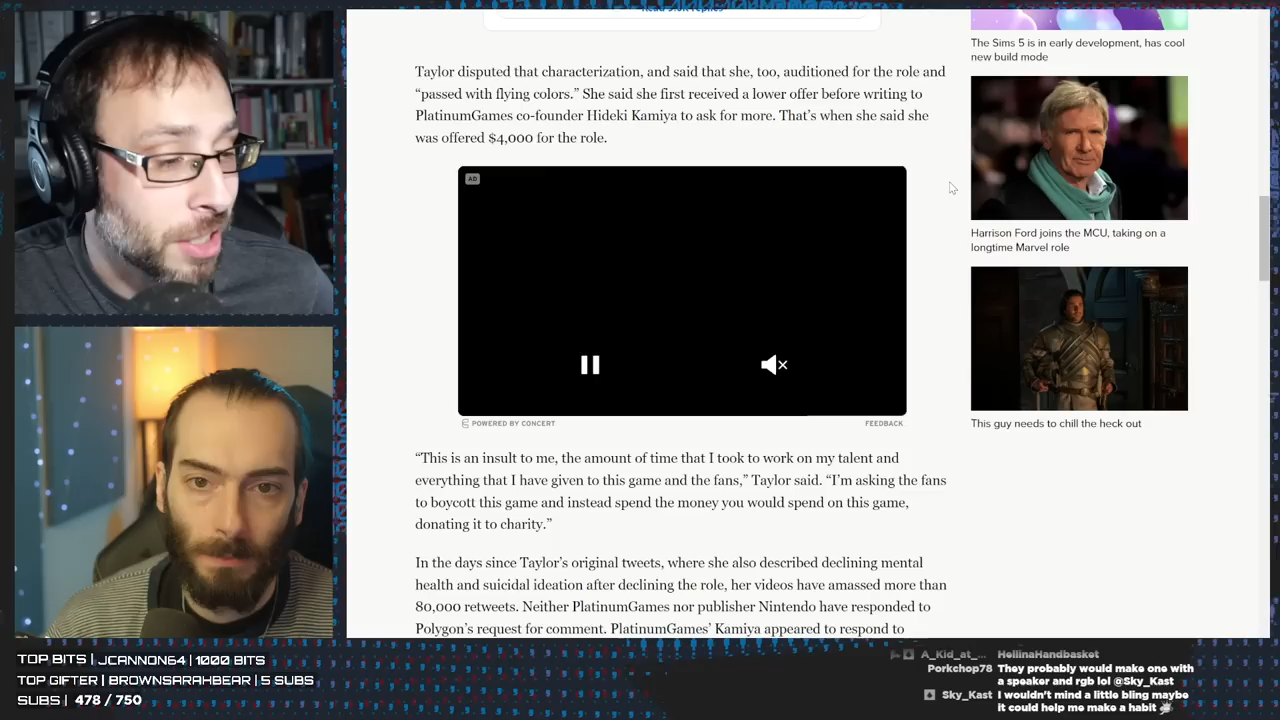 The Sims 5 is in early development, has cool
new build mode
Taylor disputed that characterization, and said that she, too, auditioned for the role and
“passed with flying colors.” She said she first received a lower offer before writing to
PlatinumGames co-founder Hideki Kamiya to ask for more. That’s when she said she
was offered $4,000 for the role.
AD
Harrison Ford joins the MCU, taking on a
longtime Marvel role
POWERED BY CONCERT
FEEDBACK
This guy needs to chill the heck out
“This is an insult to me, the amount of time that I took to work on my talent and
everything that I have given to this game and the fans,” Taylor said. “I’m asking the fans
to boycott this game and instead spend the money you would spend on this game,
donating it to charity.”
In the days since Taylor’s original tweets, where she also described declining mental
health and suicidal ideation after declining the role, her videos have amassed more than
80,000 retweets. Neither PlatinumGames nor publisher Nintendo have responded to
Polygon’s request for comment. PlatinumGames’ Kamiya appeared to respond to
TOP BITS | JCANNON64 | 1000 BITS
TOP GIFTER | BROWNSARAHBEAR | 5 SUBS
SUBS | 478 / 750
A_Kid_at_... HellinaHandbasket
Porkchop78 They probably would make one with
a speaker and rgb lol @Sky_Kast
Sky_Kast I wouldn't mind a little bling maybe
it could help me make a habit